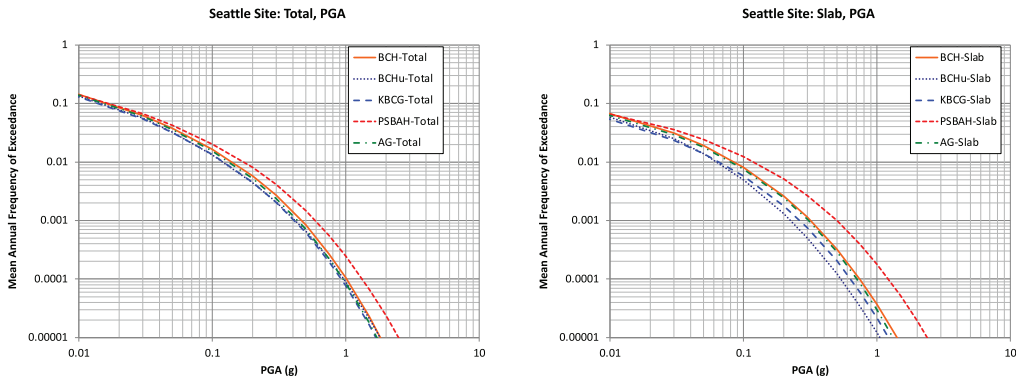 Seattle Site: Total, PGA
Mean Annual Frequency of Exceedance
1
0.1
0.01
0.001
0.0001
0.00001
BCH-Total
BCHu-Total
KBCG-Total
PSBAH-Total
AG-Total
0.01 0.1 1 10
PGA (g)
Seattle Site: Slab, PGA
Mean Annual Frequency of Exceedance
1
0.1
0.01
0.001
0.0001
0.00001
BCH-Slab
BCHu-Slab
KBCG-Slab
PSBAH-Slab
AG-Slab
0.01 0.1 1 10
PGA (g)